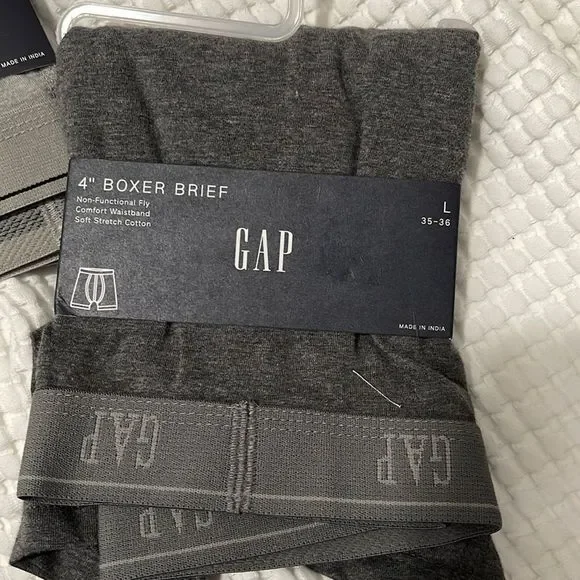 MADE IN INDIA
4" BOXER BRIEF
Non-Functional Fly
Comfort Waistband
Soft Stretch Cotton
L
35-36
GAP
MADE IN INDIA
GAP
GAP
GAP